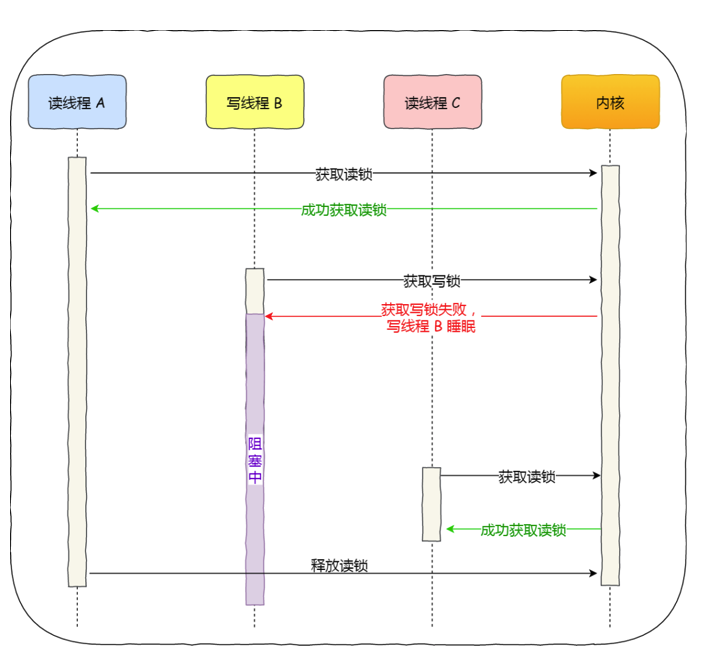 读线程 A
写线程 B
读线程 C
内核
获取读锁
成功获取读锁
获取写锁
获取写锁失败，
写线程 B 睡眠
阻
塞
中
获取读锁
成功获取读锁
释放读锁